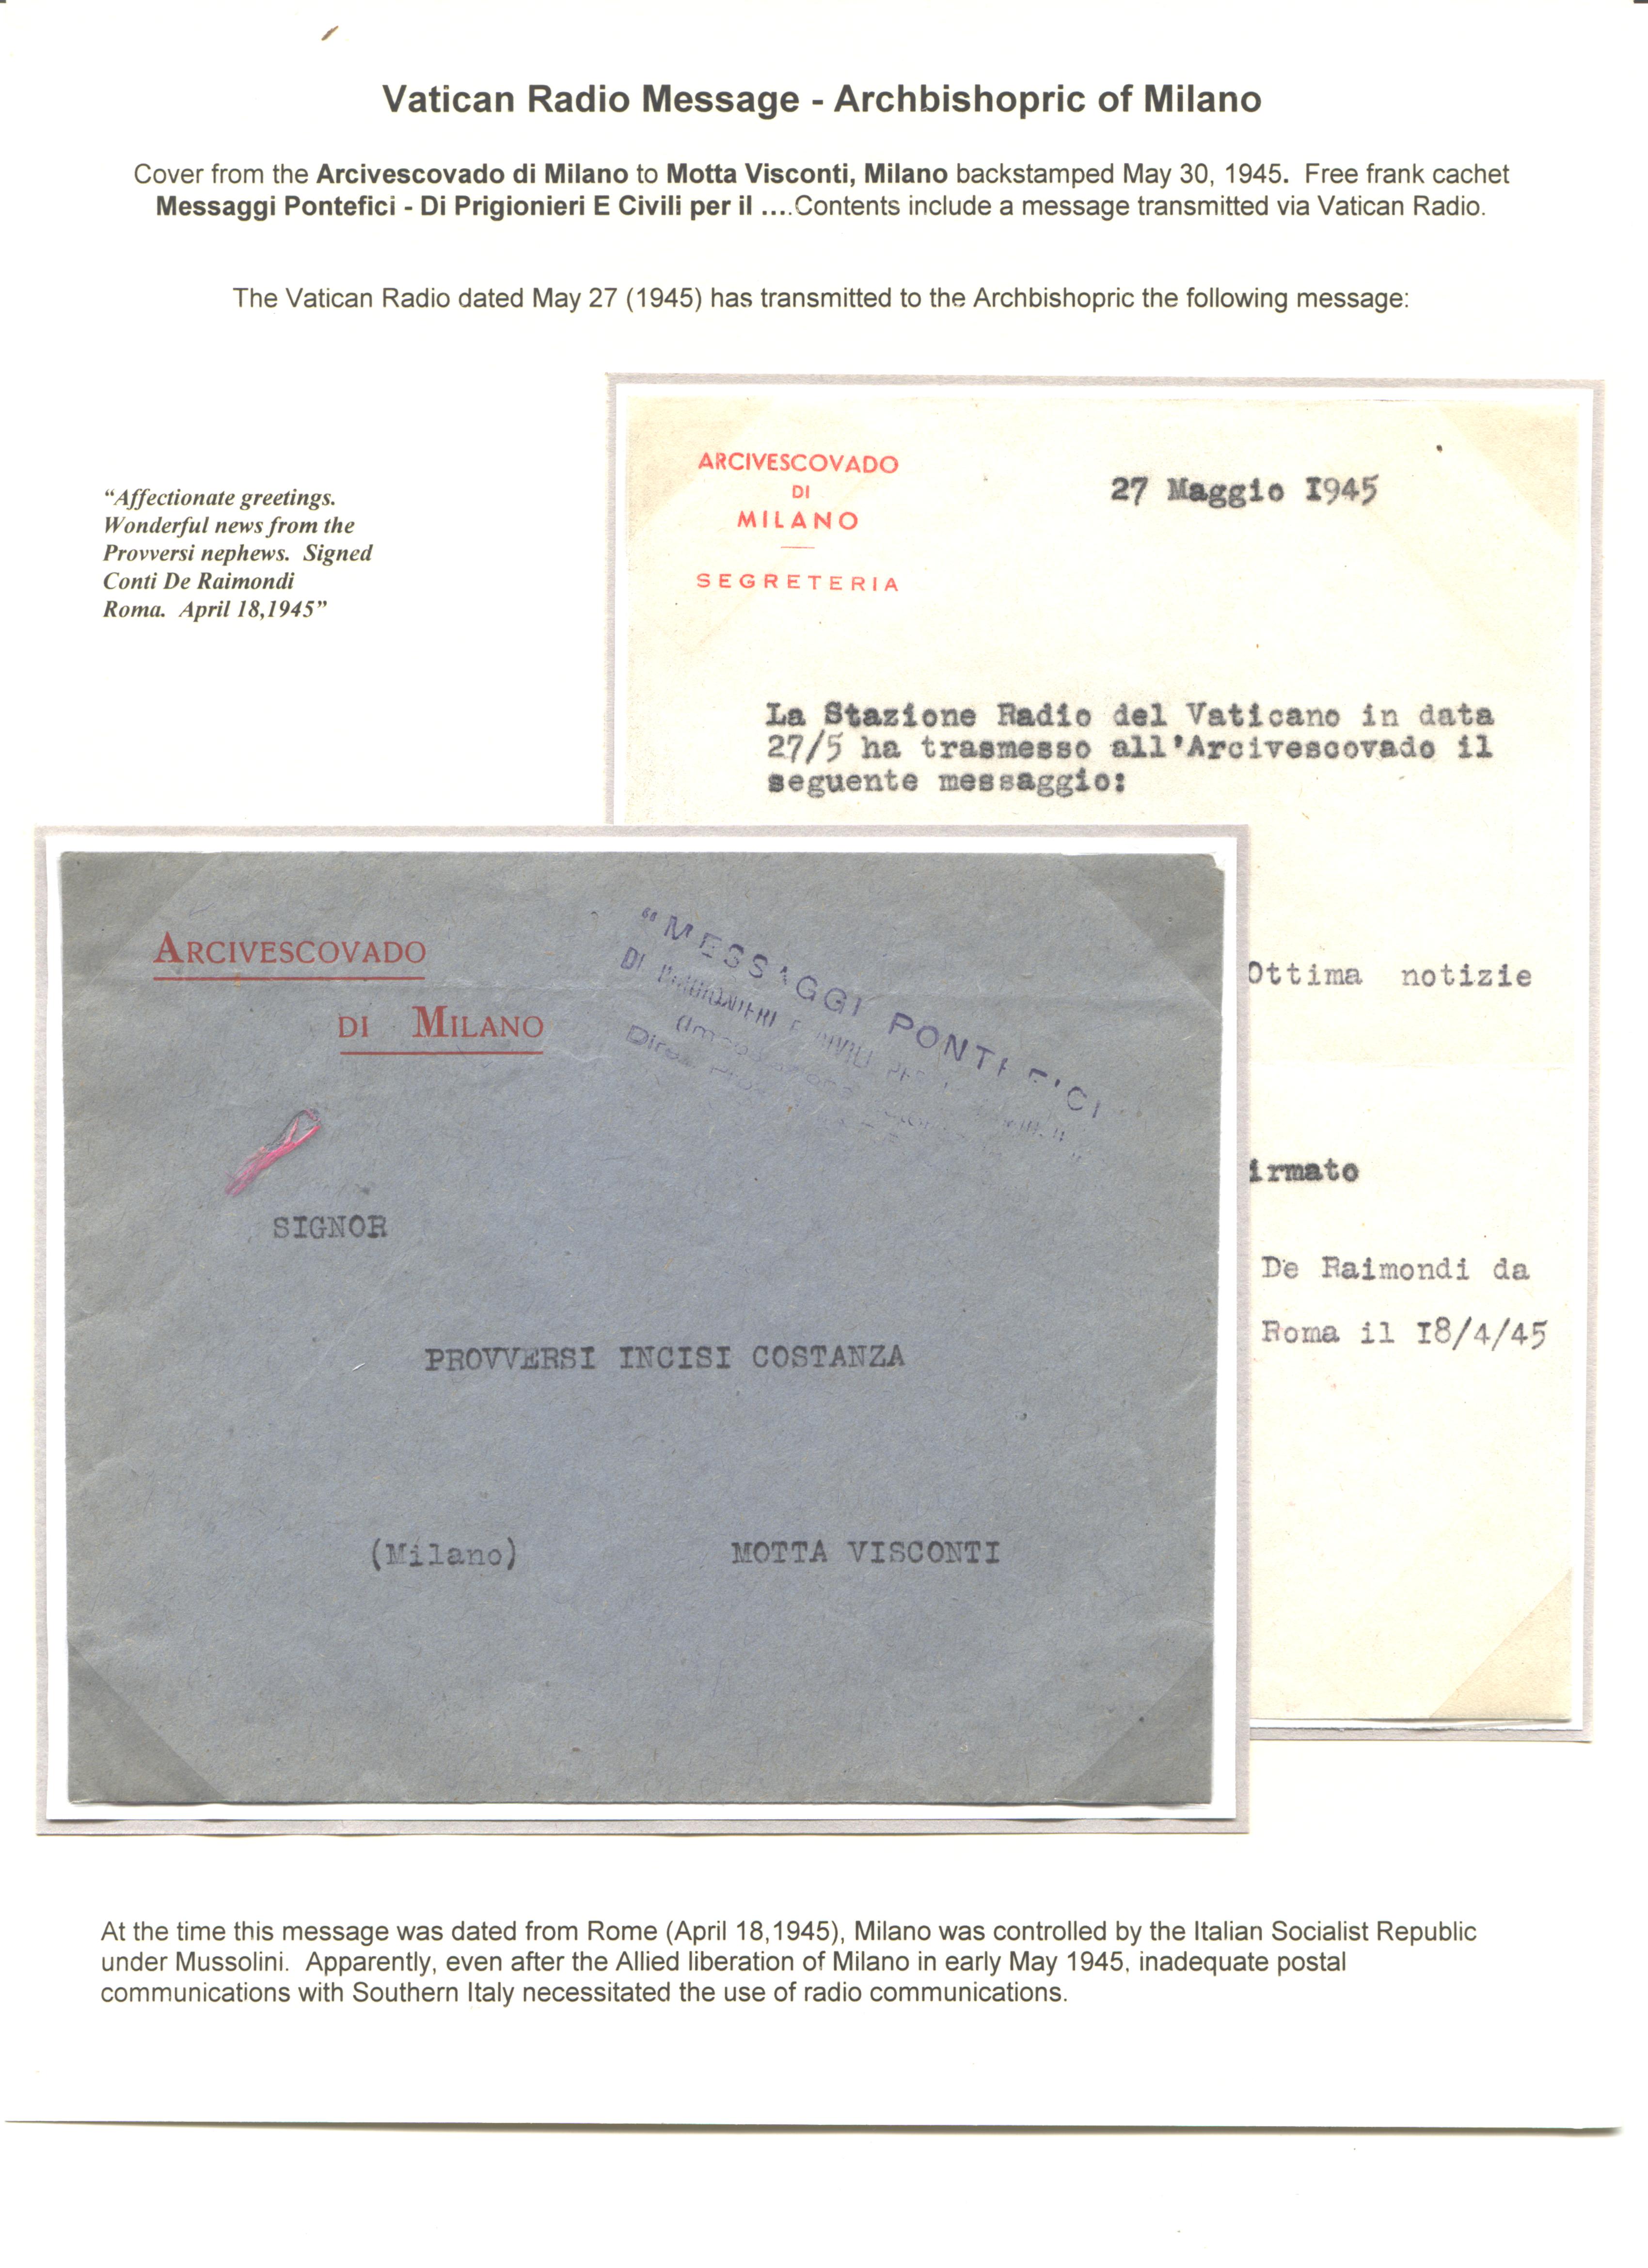 Vatican Radio Message - Archbishopric of Milano
Cover from the Arcivescovado di Milano to Motta Visconti, Milano backstamped May 30, 1945. Free frank cachet
Messaggi Pontefici - Di Prigionieri E Civili per il ....Contents include a message transmitted via Vatican Radio.
The Vatican Radio dated May 27 (1945) has transmitted to the Archbishopric the following message:
“Affectionate greetings.
Wonderful news from the
Provversi nephews. Signed
Conti De Raimondi
Roma. April 18,1945”
ARCIVESCOVADO
DI
MILANO
SEGRETERIA
27 Maggio I945
La Stazione Radio del Vaticano in data
27/5 ha trasmesso all'Arcivescovado il
seguente messaggio:
Ottima notizie
irmato
De Raimondi da
Roma il I8/4/45
ARCIVESCOVADO
DI MILANO
"MESSAGGI PONTEFICI
DI PRIGIONIERI E CIVILI PER
SIGNOR
PROVVERSI INCISI COSTANZA
(Milano) MOTTA VISCONTI
At the time this message was dated from Rome (April 18,1945), Milano was controlled by the Italian Socialist Republic
under Mussolini. Apparently, even after the Allied liberation of Milano in early May 1945, inadequate postal
communications with Southern Italy necessitated the use of radio communications.